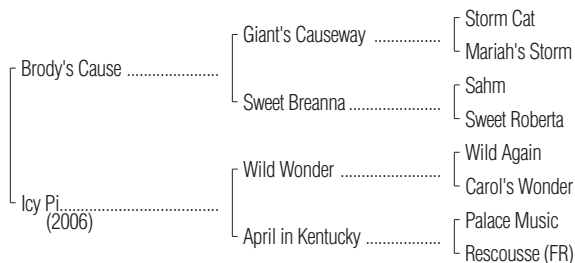 Storm Cat
Giant's Causeway ..................
Mariah's Storm
Brody's Cause .....................
Sahm
Sweet Breanna .....................
Sweet Roberta
Wild Again
Wild Wonder .......................
Carol's Wonder
Icy Pi....................................
(2006)
Palace Music
April in Kentucky .................
Rescousse (FR)